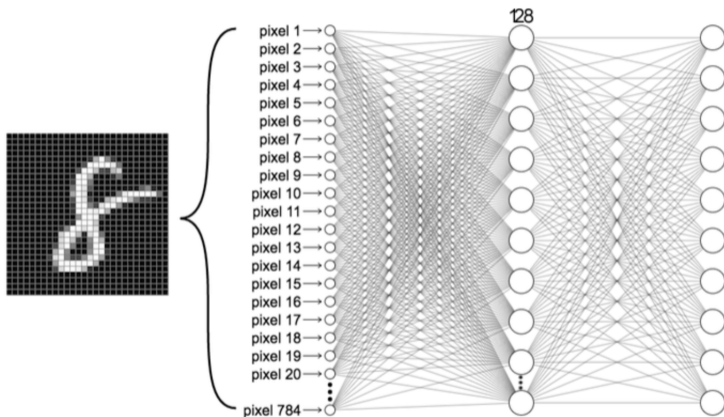 128
pixel 1
pixel 2
pixel 3
pixel 4
pixel 5
pixel 6
pixel 7
pixel 8
pixel 9
pixel 10
pixel 11
pixel 12
pixel 13
pixel 14
pixel 15
pixel 16
pixel 17
pixel 18
pixel 19
pixel 20
pixel 784